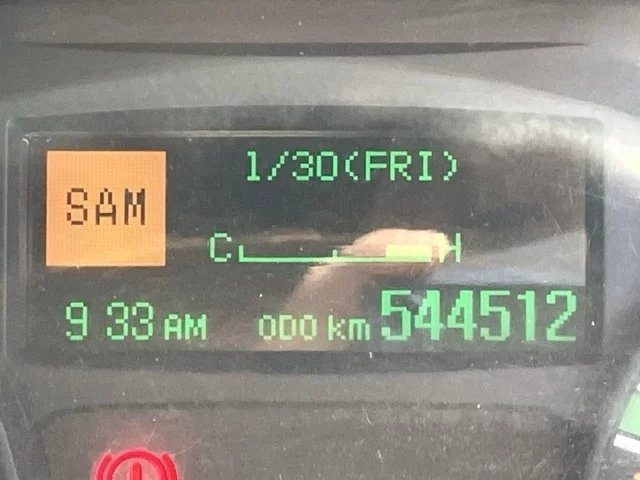 1/30(FRI)
SAM
C H
9 33 AM ODO km 544512